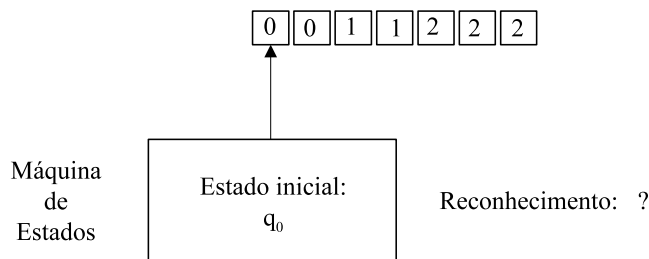 0 0 1 1 2 2 2
Máquina
de
Estados
Estado inicial:
q₀
Reconhecimento: ?